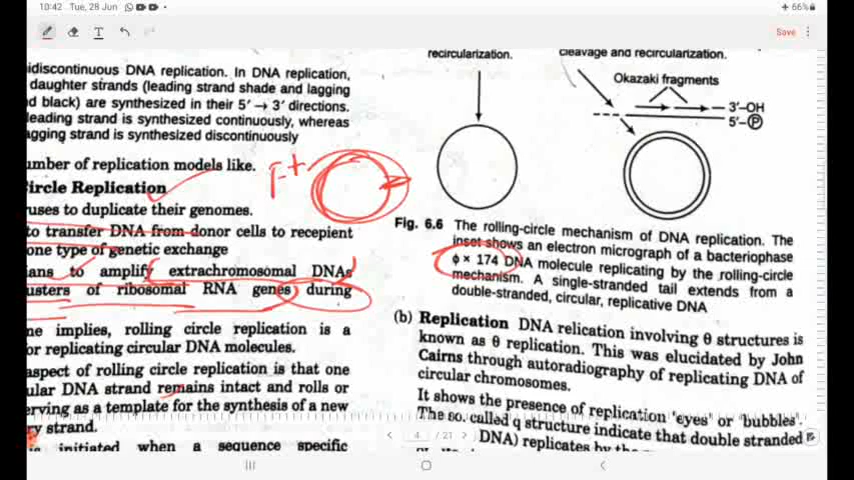 10:42 Tue, 28 Jun
66%
T
Save
idiscontinuous DNA replication. In DNA replication,
daughter strands (leading strand shade and lagging
d black) are synthesized in their 5' → 3' directions.
leading strand is synthesized continuously, whereas
agging strand is synthesized discontinuously
umber of replication models like.
F+
ircle Replication
ruses to duplicate their genomes.
to transfer DNA from donor cells to recepient
one type of genetic exchange
ans to amplify extrachromosomal DNAs
usters of ribosomal RNA genes during
me implies, rolling circle replication is a
or replicating circular DNA molecules.
aspect of rolling circle replication is that one
ular DNA strand remains intact and rolls or
erving as a template for the synthesis of a new
ry strand.
is initiated when a sequence specific
recircularization.
cleavage and recircularization.
Okazaki fragments
3'–OH
5'–P
Fig. 6.6 The rolling-circle mechanism of DNA replication. The
inset shows an electron micrograph of a bacteriophase
ϕ × 174 DNA molecule replicating by the rolling-circle
mechanism. A single-stranded tail extends from a
double-stranded, circular, replicative DNA
(b) Replication DNA relication involving θ structures is
known as θ replication. This was elucidated by John
Cairns through autoradiography of replicating DNA of
circular chromosomes.
It shows the presence of replication 'eyes' or 'bubbles'.
The so. called q structure indicate that double stranded
DNA) replicates by the
4 / 21